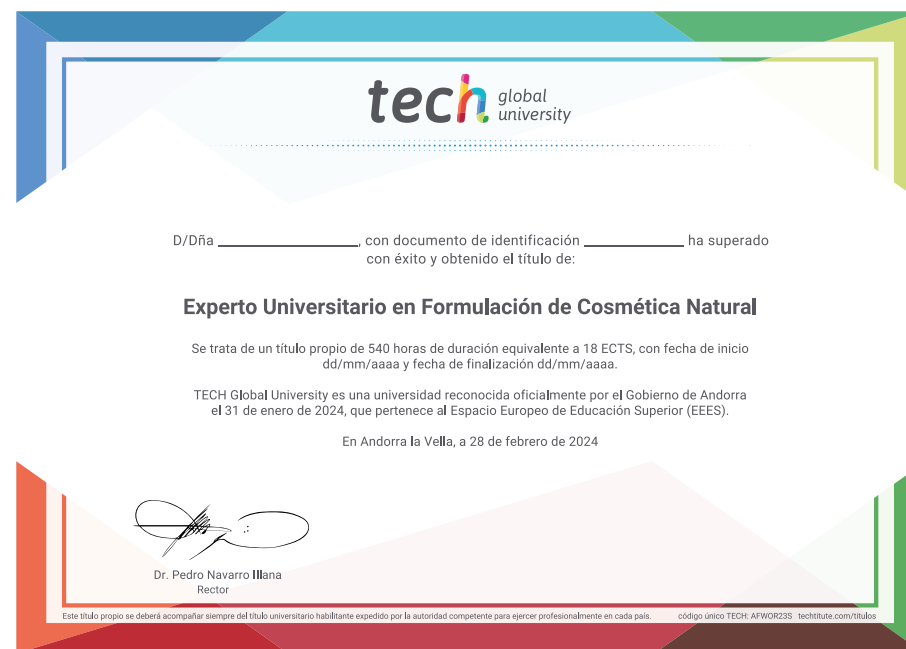 tech global university
D/Dña ____________________, con documento de identificación ______________ ha superado
con éxito y obtenido el título de:
Experto Universitario en Formulación de Cosmética Natural
Se trata de un título propio de 540 horas de duración equivalente a 18 ECTS, con fecha de inicio
dd/mm/aaaa y fecha de finalización dd/mm/aaaa.
TECH Global University es una universidad reconocida oficialmente por el Gobierno de Andorra
el 31 de enero de 2024, que pertenece al Espacio Europeo de Educación Superior (EEES).
En Andorra la Vella, a 28 de febrero de 2024
Dr. Pedro Navarro Illana
Rector
Este título propio se deberá acompañar siempre del título universitario habilitante expedido por la autoridad competente para ejercer profesionalmente en cada país. código único TECH: AFWOR23S techtitute.com/titulos